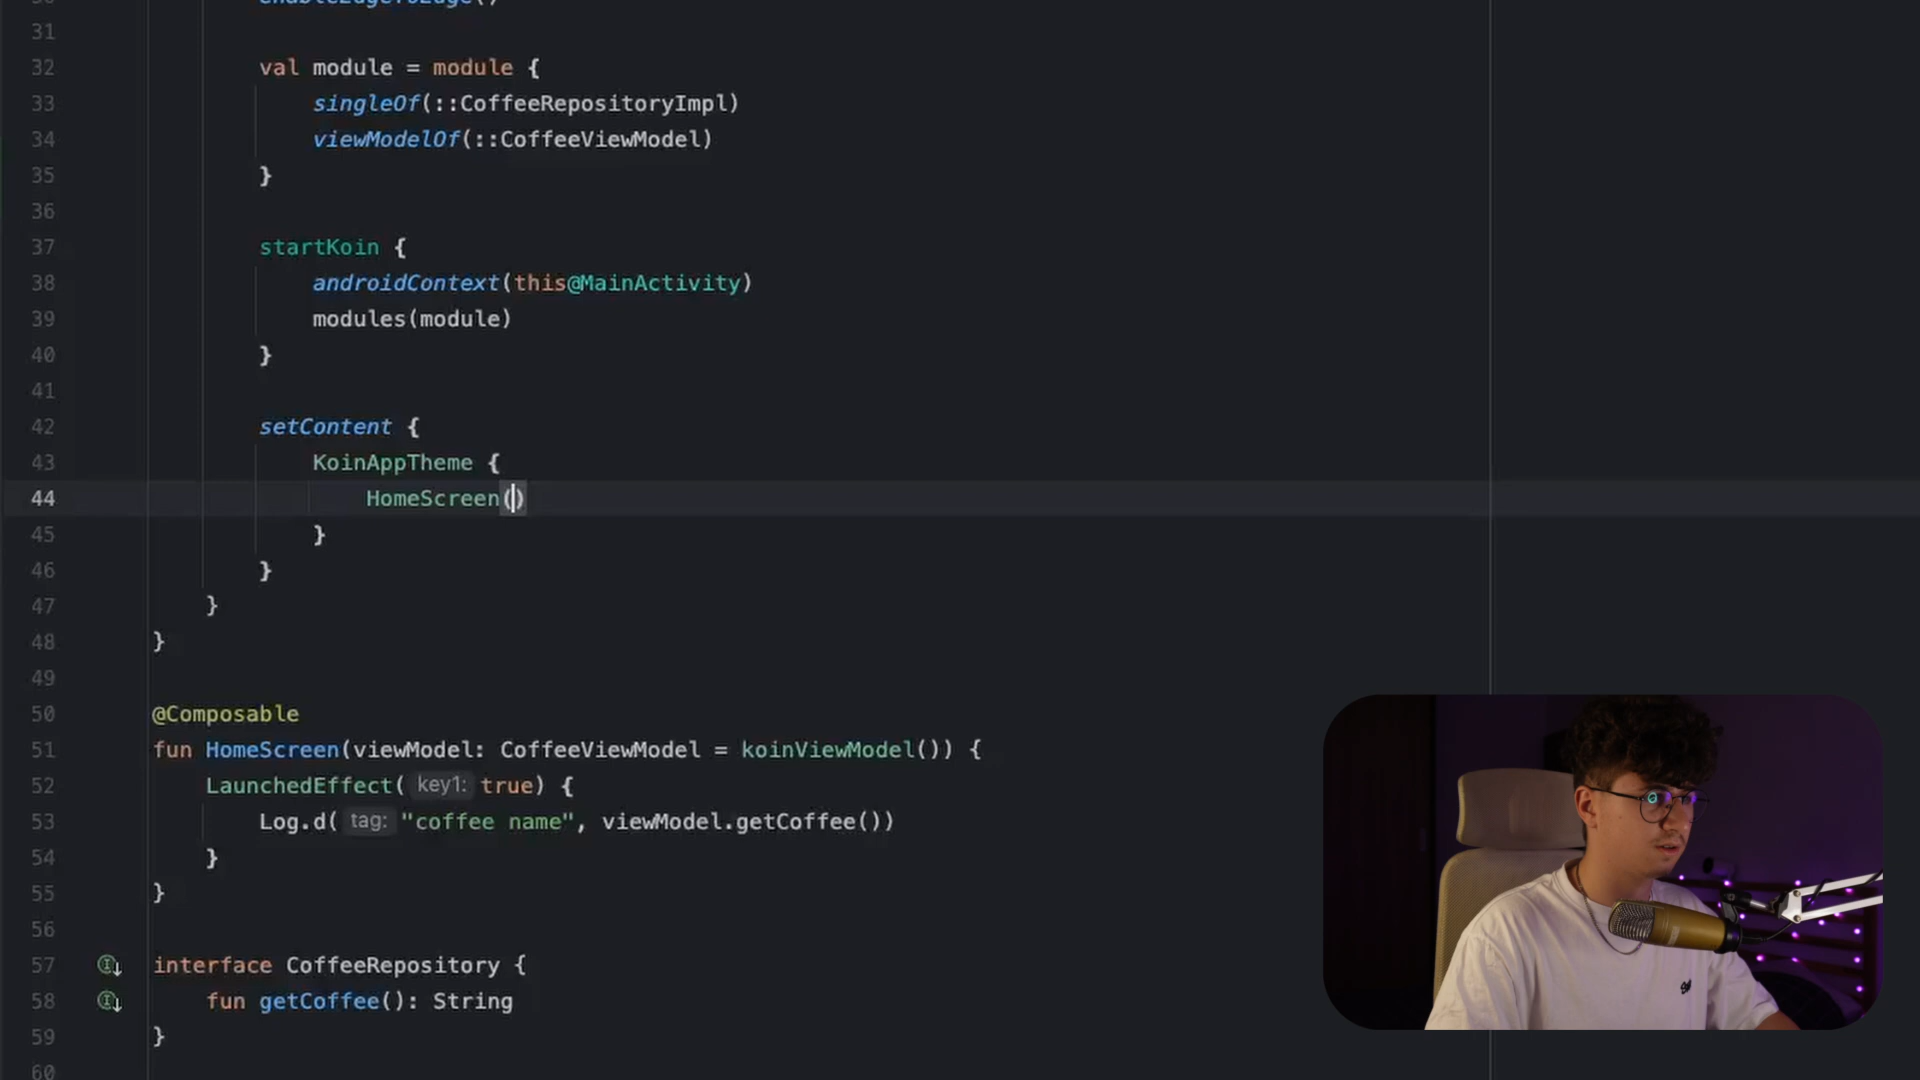 enableEdgeToEdge()
31
32 val module = module {
33 singleOf(::CoffeeRepositoryImpl)
34 viewModelOf(::CoffeeViewModel)
35 }
36
37 startKoin {
38 androidContext(this@MainActivity)
39 modules(module)
40 }
41
42 setContent {
43 KoinAppTheme {
44 HomeScreen()
45 }
46 }
47 }
48 }
49
50 @Composable
51 fun HomeScreen(viewModel: CoffeeViewModel = koinViewModel()) {
52 LaunchedEffect( key1: true) {
53 Log.d( tag: "coffee name", viewModel.getCoffee())
54 }
55 }
56
57 interface CoffeeRepository {
58 fun getCoffee(): String
59 }
60